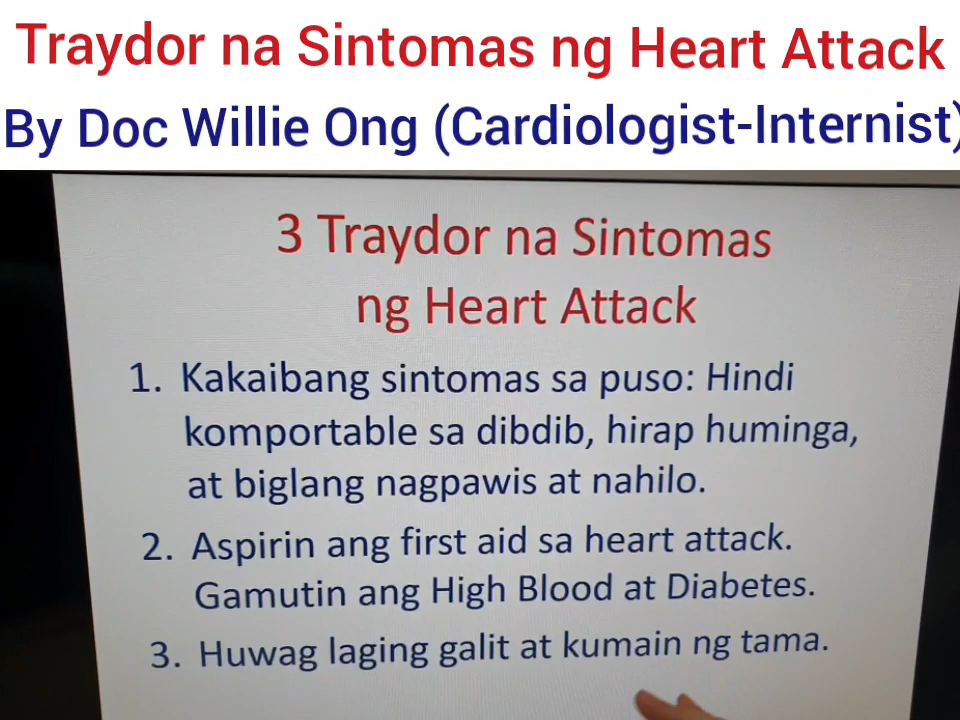 Traydor na Sintomas ng Heart Attack
By Doc Willie Ong (Cardiologist-Internist)
3 Traydor na Sintomas
ng Heart Attack
1. Kakaibang sintomas sa puso: Hindi
komportable sa dibdib, hirap huminga,
at biglang nagpawis at nahilo.
2. Aspirin ang first aid sa heart attack.
Gamutin ang High Blood at Diabetes.
3. Huwag laging galit at kumain ng tama.